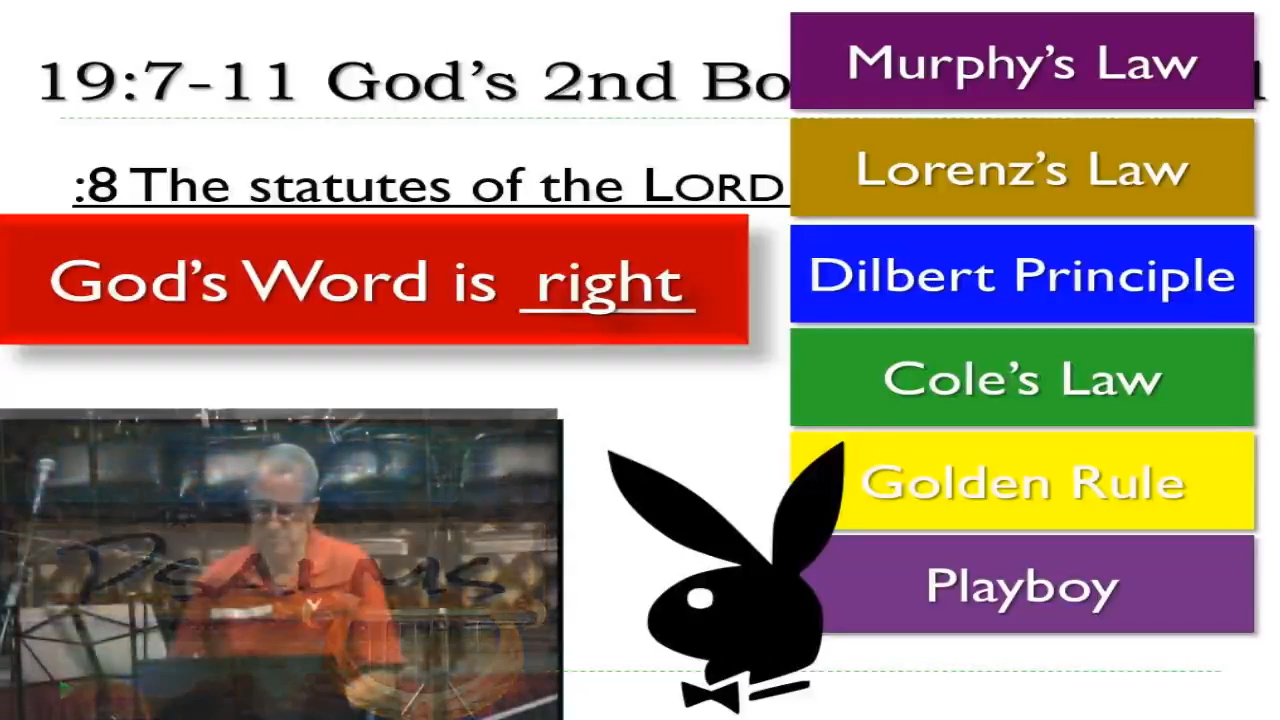 19:7-11 God's 2nd Bo
:8 The statutes of the LORD
God's Word is right
Murphy's Law
Lorenz's Law
Dilbert Principle
Cole's Law
Golden Rule
Playboy
PSALMS